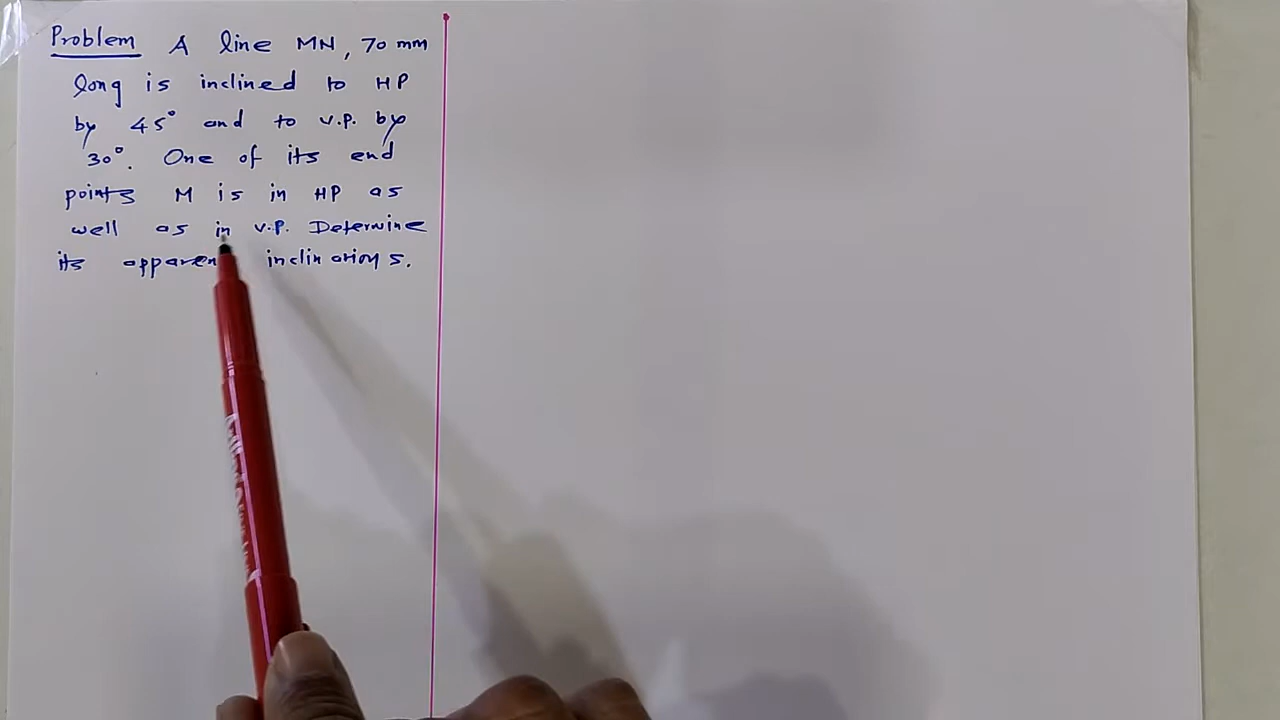 Problem A line MN, 70 mm
long is inclined to HP
by 45° and to v.p. by
30°. One of its end
points M is in HP as
well as in v.p. Determine
its apparen inclinations.